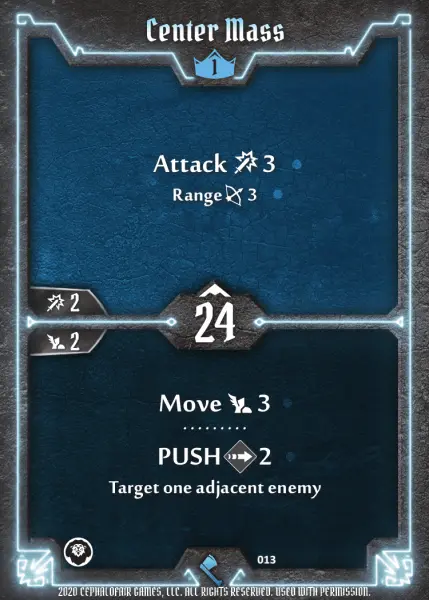 Center Mass
1
Attack 3
Range 3
2
24
2
Move 3
PUSH 2
Target one adjacent enemy
013
2020 CEPHALOFAIR GAMES, LLC. ALL RIGHTS RESERVED. USED WITH PERMISSION.